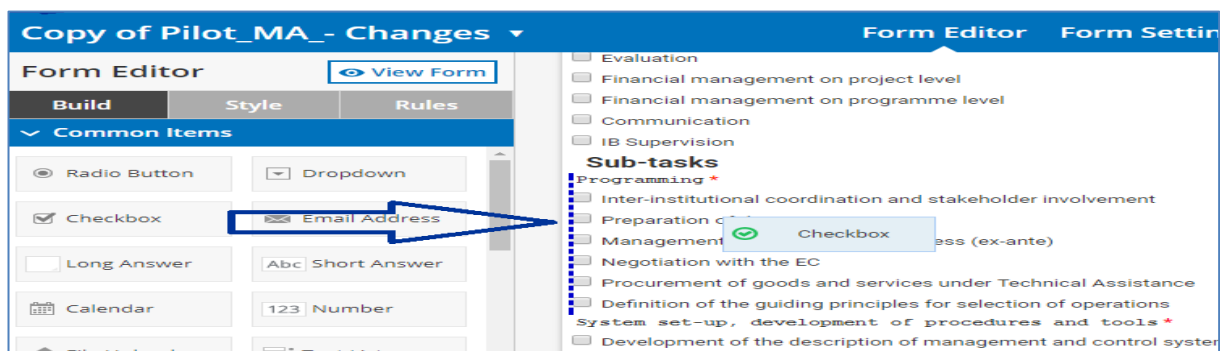 Copy of Pilot_MA_- Changes
Form Editor
Form Settin
Form Editor
View Form
Build
Style
Rules
Common Items
Radio Button
Dropdown
Checkbox
Email Address
Long Answer
Abc Short Answer
Calendar
123 Number
Evaluation
Financial management on project level
Financial management on programme level
Communication
IB Supervision
Sub-tasks
Programming *
Inter-institutional coordination and stakeholder involvement
Preparation
Checkbox
Management ess (ex-ante)
Negotiation with the EC
Procurement of goods and services under Technical Assistance
Definition of the guiding principles for selection of operations
System set-up, development of procedures and tools *
Development of the description of management and control system